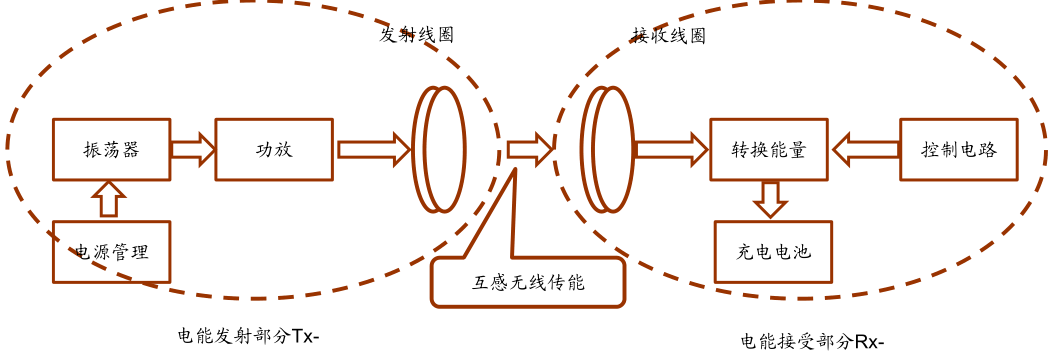 发射线圈
接收线圈
振荡器
功放
转换能量
控制电路
电源管理
充电电池
互感无线传能
电能发射部分Tx-
电能接受部分Rx-